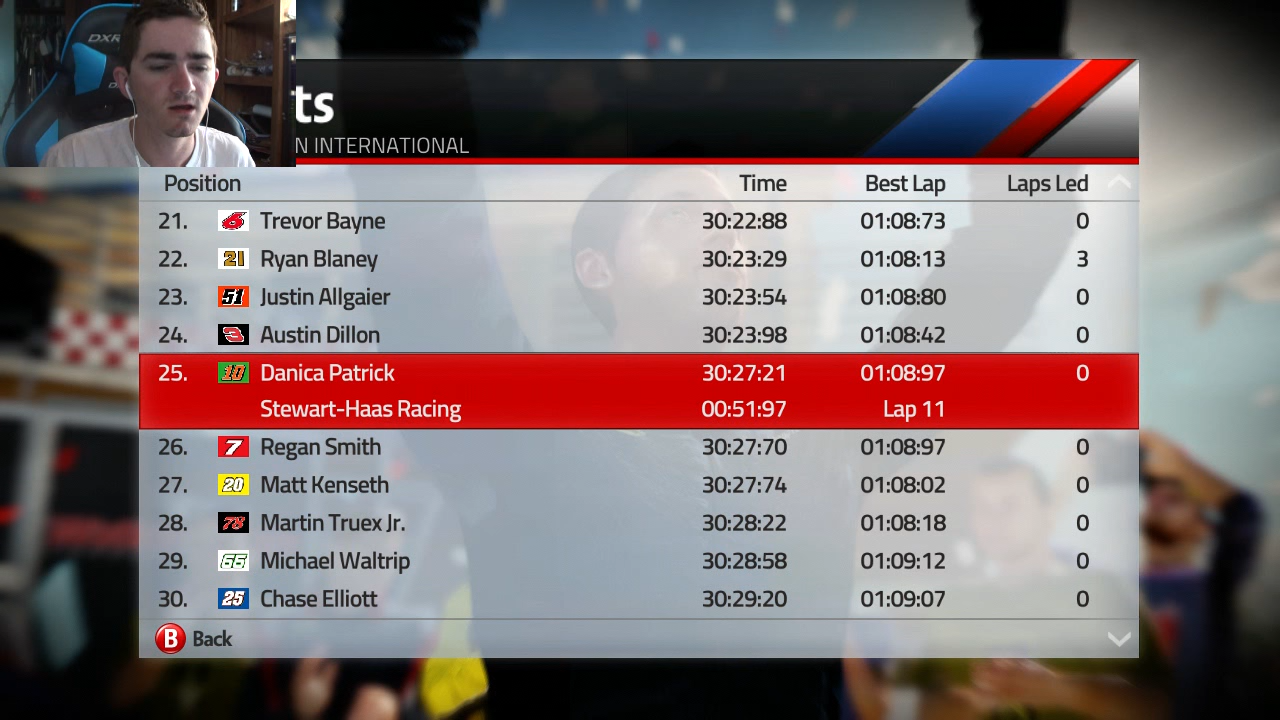 DXR
ts
N INTERNATIONAL
Position Time Best Lap Laps Led
21. 6 Trevor Bayne 30:22:88 01:08:73 0
22. 21 Ryan Blaney 30:23:29 01:08:13 3
23. 51 Justin Allgaier 30:23:54 01:08:80 0
24. 3 Austin Dillon 30:23:98 01:08:42 0
25. 10 Danica Patrick 30:27:21 01:08:97 0
Stewart-Haas Racing 00:51:97 Lap 11
26. 7 Regan Smith 30:27:70 01:08:97 0
27. 20 Matt Kenseth 30:27:74 01:08:02 0
28. 78 Martin Truex Jr. 30:28:22 01:08:18 0
29. 66 Michael Waltrip 30:28:58 01:09:12 0
30. 25 Chase Elliott 30:29:20 01:09:07 0
B Back